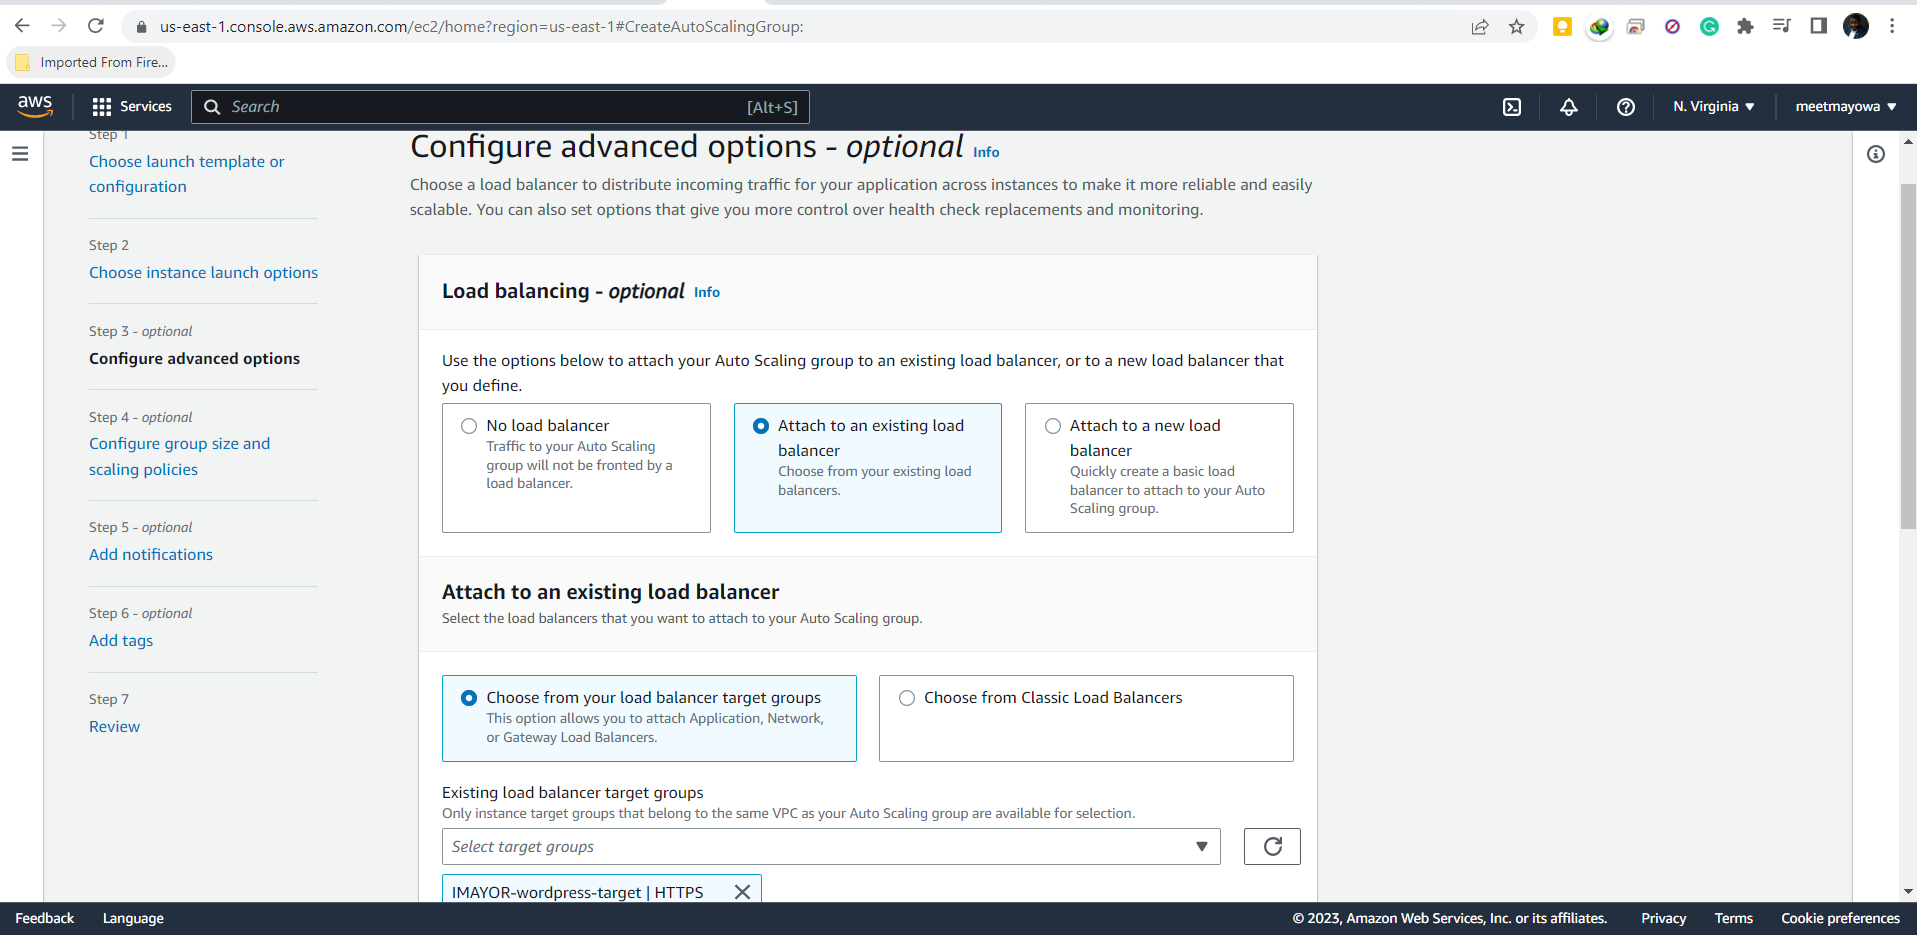 us-east-1.console.aws.amazon.com/ec2/home?region=us-east-1#CreateAutoScalingGroup:
Imported From Fire...
aws
Services
Search
[Alt+S]
N. Virginia
meetmayowa
Step 1
Choose launch template or
configuration
Step 2
Choose instance launch options
Step 3 - optional
Configure advanced options
Step 4 - optional
Configure group size and
scaling policies
Step 5 - optional
Add notifications
Step 6 - optional
Add tags
Step 7
Review
Configure advanced options - optional Info
Choose a load balancer to distribute incoming traffic for your application across instances to make it more reliable and easily
scalable. You can also set options that give you more control over health check replacements and monitoring.
Load balancing - optional Info
Use the options below to attach your Auto Scaling group to an existing load balancer, or to a new load balancer that
you define.
No load balancer
Traffic to your Auto Scaling
group will not be fronted by a
load balancer.
Attach to an existing load
balancer
Choose from your existing load
balancers.
Attach to a new load
balancer
Quickly create a basic load
balancer to attach to your Auto
Scaling group.
Attach to an existing load balancer
Select the load balancers that you want to attach to your Auto Scaling group.
Choose from your load balancer target groups
This option allows you to attach Application, Network,
or Gateway Load Balancers.
Choose from Classic Load Balancers
Existing load balancer target groups
Only instance target groups that belong to the same VPC as your Auto Scaling group are available for selection.
Select target groups
IMAYOR-wordpress-target | HTTPS
Feedback
Language
© 2023, Amazon Web Services, Inc. or its affiliates.
Privacy
Terms
Cookie preferences